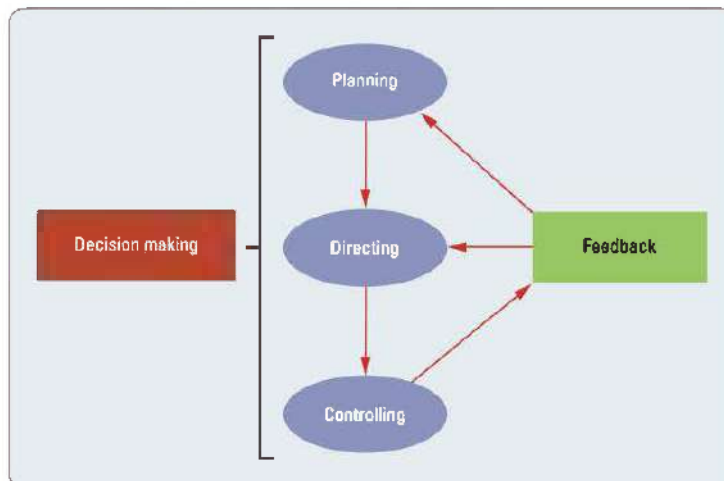 Planning
Decision making
Directing
Feedback
Controlling